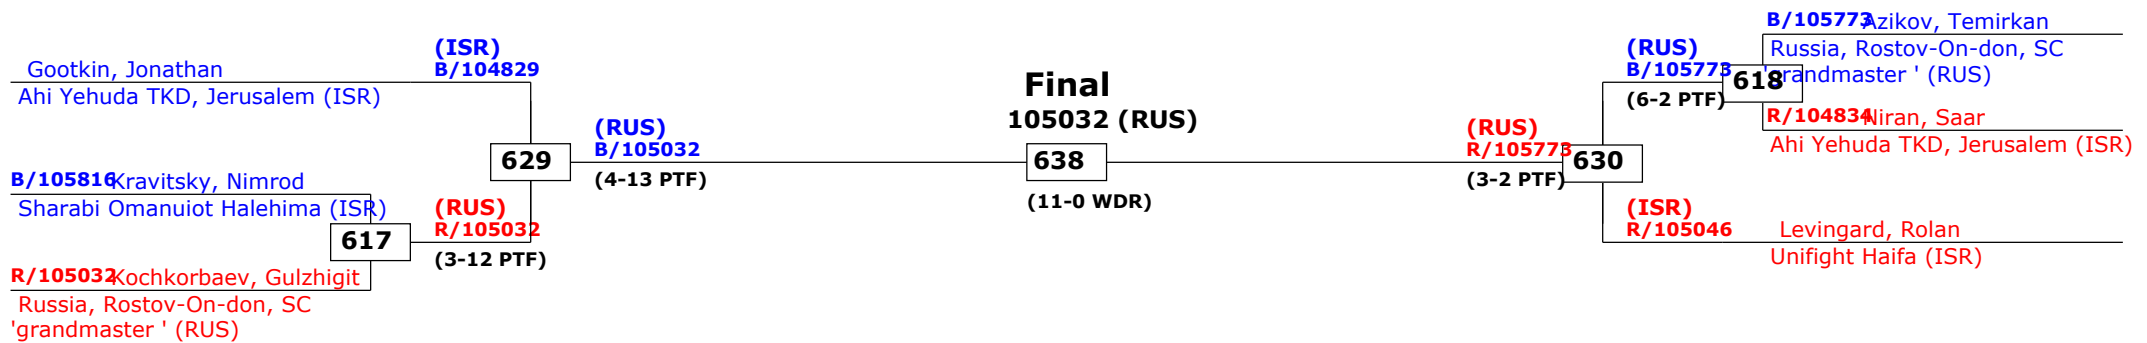 Gootkin, Jonathan
Ahi Yehuda TKD, Jerusalem (ISR)
(ISR)
B/104829
B/105816 Kravitsky, Nimrod
Sharabi Omanuiot Halehima (ISR)
617
R/105032 Kochkorbaev, Gulzhigit
Russia, Rostov-On-don, SC
'grandmaster ' (RUS)
(RUS)
R/105032
(3-12 PTF)
629
(RUS)
B/105032
(4-13 PTF)
Final
105032 (RUS)
638
(11-0 WDR)
(RUS)
R/105773
(3-2 PTF)
630
(RUS)
B/105773
(6-2 PTF)
618
B/105773 Azikov, Temirkan
Russia, Rostov-On-don, SC
'grandmaster ' (RUS)
R/104834 Niran, Saar
Ahi Yehuda TKD, Jerusalem (ISR)
(ISR)
R/105046
Levingard, Rolan
Unifight Haifa (ISR)